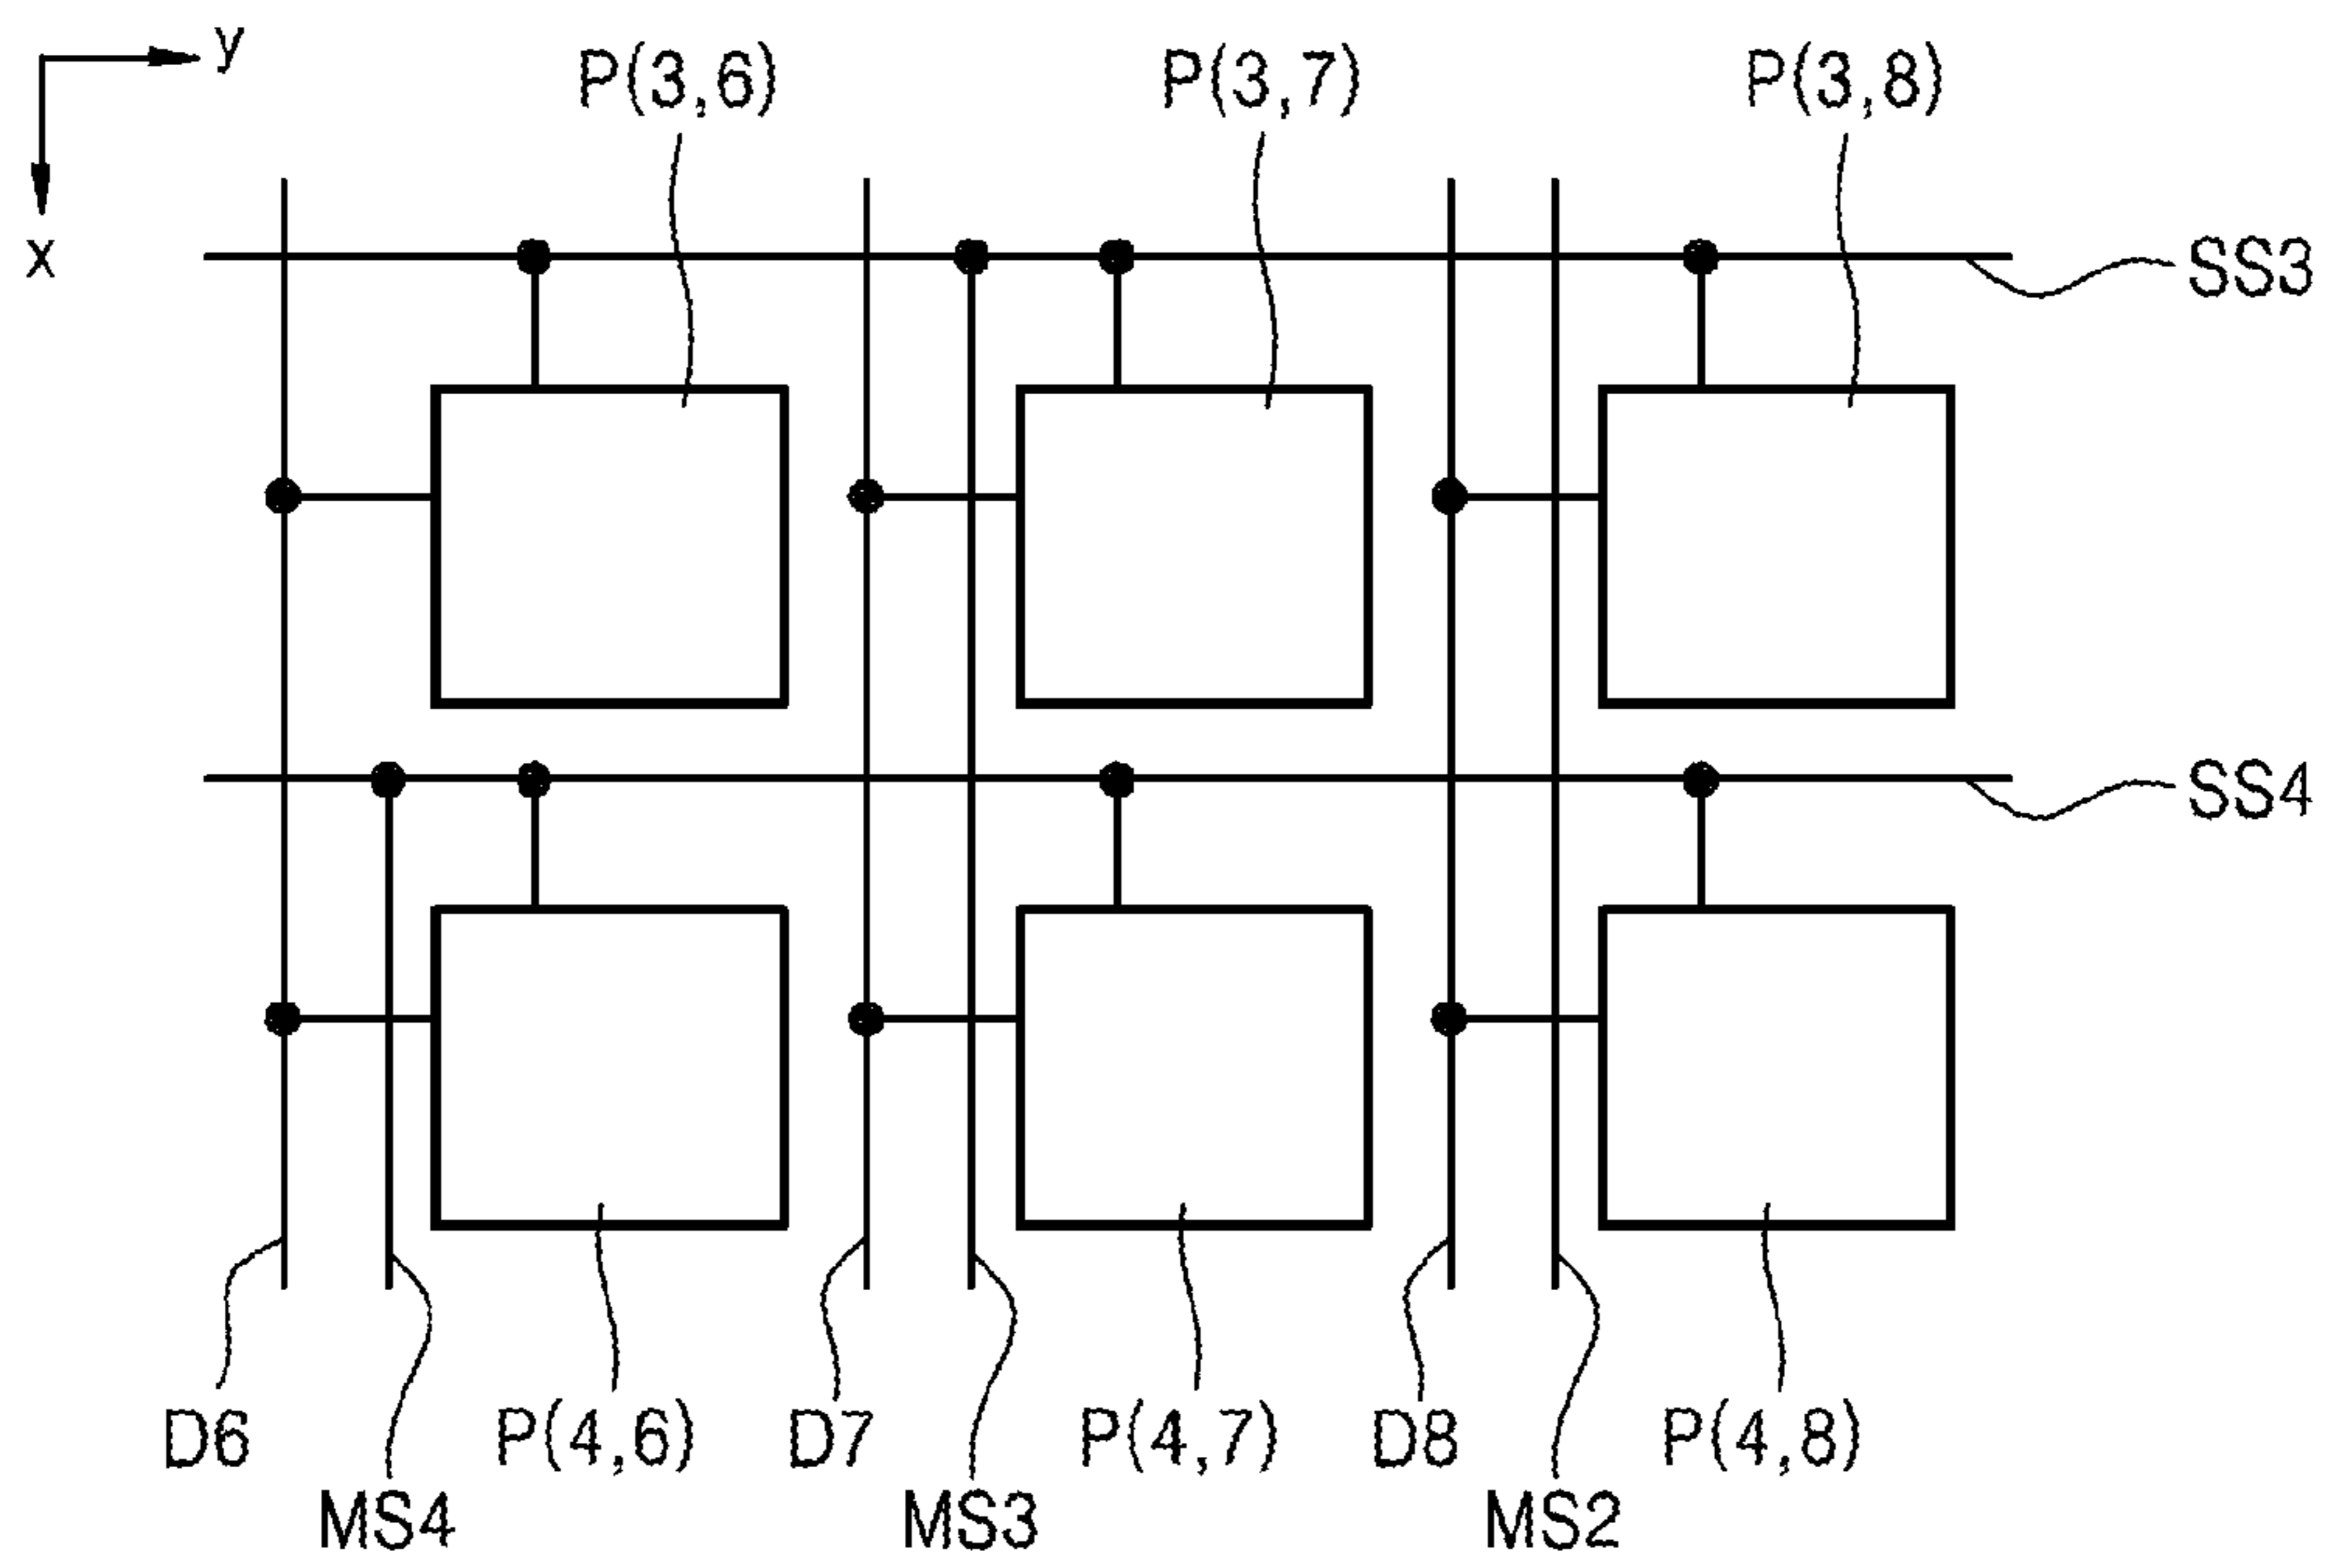 y
P(3,6) P(3,7) P(3,8)
x
SS3
SS4
D6 P(4,6) D7 P(4,7) D8 P(4,8)
MS4 MS3 MS2